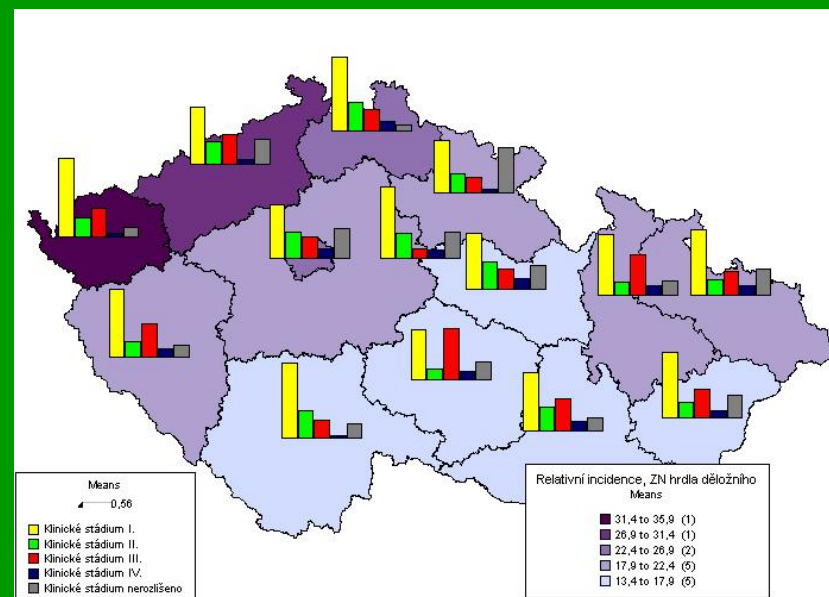 Means
0,56
Klinické stádium I.
Klinické stádium II.
Klinické stádium III.
Klinické stádium IV.
Klinické stádium nerozlišeno
Relativní incidence, ZN hrdla děložního
Means
31,4 to 35,9 (1)
26,9 to 31,4 (1)
22,4 to 26,9 (2)
17,9 to 22,4 (5)
13,4 to 17,9 (5)